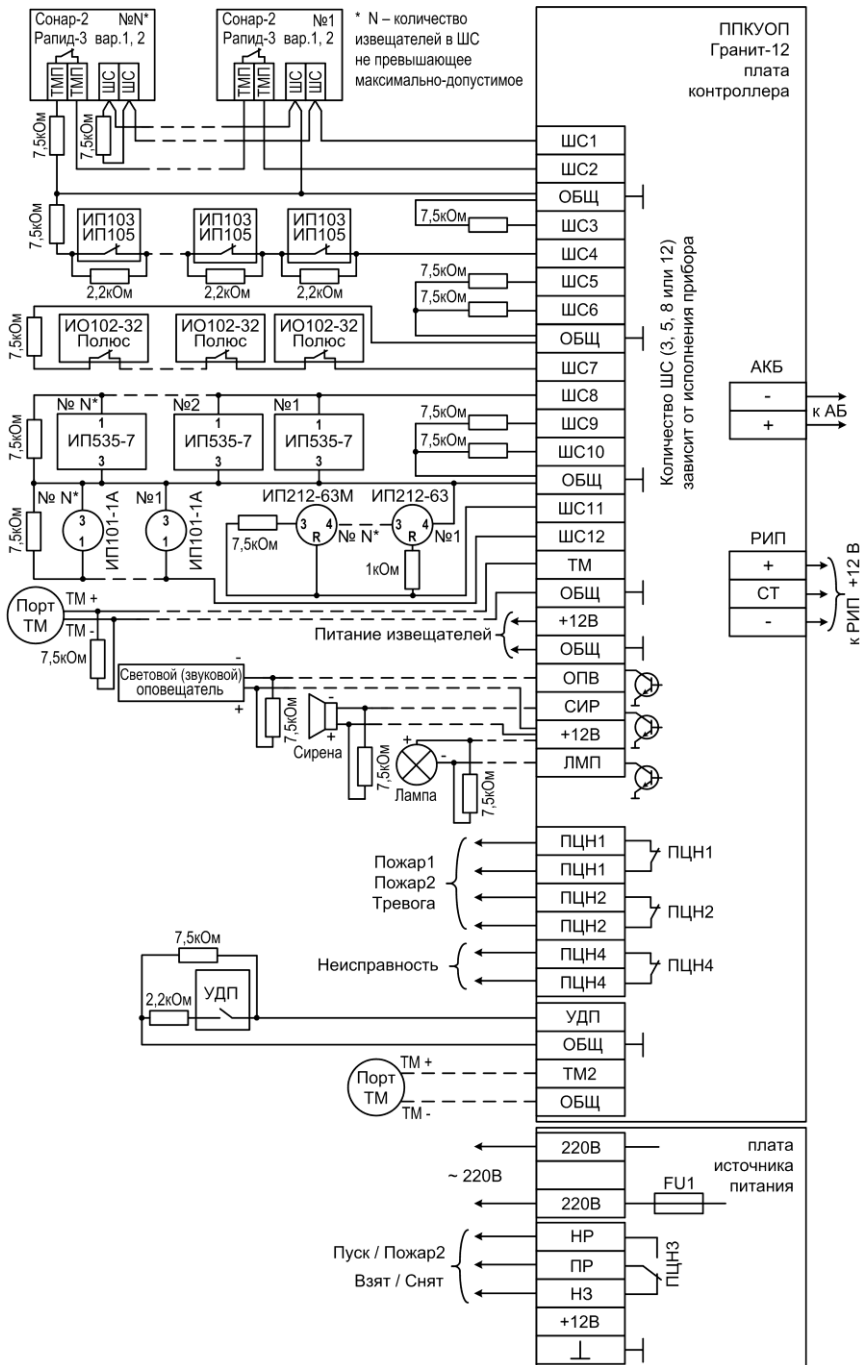 Сонар-2 №N*
Рапид-3 вар.1, 2
ТМП
ТМП
ШС
ШС
Сонар-2 №1
Рапид-3 вар.1, 2
ТМП
ТМП
ШС
ШС
* N – количество
извещателей в ШС
не превышающее
максимально-допустимое
ППКУОП
Гранит-12
плата
контроллера
7,5кОм
7,5кОм
7,5кОм
ИП103
ИП105
ИП103
ИП105
ИП103
ИП105
2,2кОм
2,2кОм
2,2кОм
7,5кОм
7,5кОм
7,5кОм
7,5кОм
ИО102-32
Полюс
ИО102-32
Полюс
ИО102-32
Полюс
ШС1
ШС2
ОБЩ
ШС3
ШС4
ШС5
ШС6
ОБЩ
ШС7
ШС8
ШС9
ШС10
ОБЩ
ШС11
ШС12
ТМ
ОБЩ
+12В
ОБЩ
ОПВ
СИР
+12В
ЛМП
Количество ШС (3, 5, 8 или 12)
зависит от исполнения прибора
АКБ
-
+
к АБ
РИП
+
СТ
-
к РИП +12 В
7,5кОм
№ N*
1
ИП535-7
3
№2
1
ИП535-7
3
№1
1
ИП535-7
3
7,5кОм
7,5кОм
7,5кОм
№ N*
3
1
ИП101-1А
№1
3
1
ИП101-1А
ИП212-63М
3 4
R
№ N*
ИП212-63
3 4
R
№1
7,5кОм
1кОм
Порт
ТМ
ТМ +
ТМ -
7,5кОм
Питание извещателей
Световой (звуковой)
оповещатель
-
+
7,5кОм
-
+
Сирена
7,5кОм
+
-
Лампа
7,5кОм
Пожар1
Пожар2
Тревога
ПЦН1
ПЦН1
ПЦН2
ПЦН2
ПЦН4
ПЦН4
ПЦН1
ПЦН2
ПЦН4
Неисправность
7,5кОм
2,2кОм
УДП
УДП
ОБЩ
ТМ2
ОБЩ
Порт
ТМ
ТМ +
ТМ -
~ 220В
220В
220В
FU1
плата
источника
питания
Пуск / Пожар2
Взят / Снят
НР
ПР
НЗ
+12В
ПЦН3